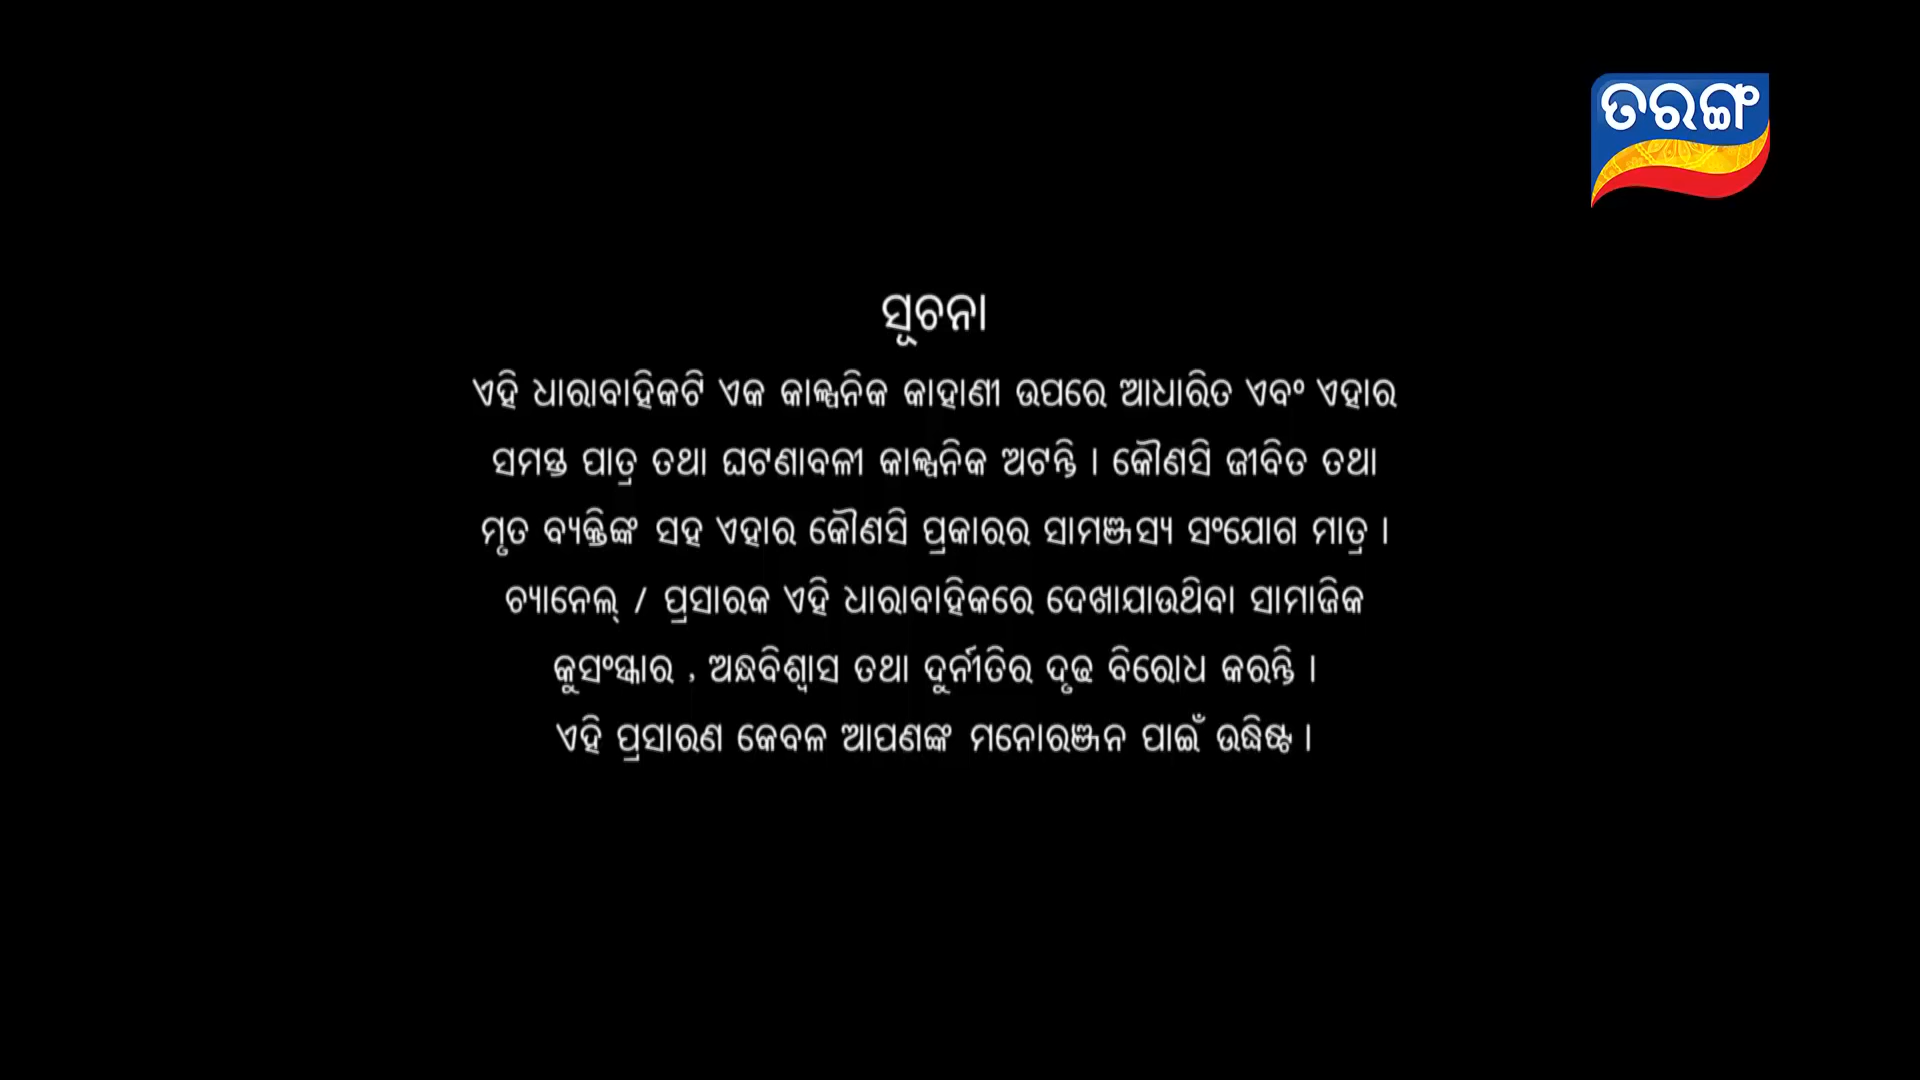 ତରଙ୍ଗ
ସୂଚନା
ଏହି ଧାରାବାହିକଟି ଏକ କାଳ୍ପନିକ କାହାଣୀ ଉପରେ ଆଧାରିତ ଏବଂ ଏହାର
ସମସ୍ତ ପାତ୍ର ତଥା ଘଟଣାବଳୀ କାଳ୍ପନିକ ଅଟନ୍ତି । କୌଣସି ଜୀବିତ ତଥା
ମୃତ ବ୍ୟକ୍ତିଙ୍କ ସହ ଏହାର କୌଣସି ପ୍ରକାରର ସାମଞ୍ଜସ୍ୟ ସଂଯୋଗ ମାତ୍ର ।
ଚ୍ୟାନେଲ୍ / ପ୍ରସାରକ ଏହି ଧାରାବାହିକରେ ଦେଖାଯାଉଥିବା ସାମାଜିକ
କୁସଂସ୍କାର , ଅନ୍ଧବିଶ୍ୱାସ ତଥା ଦୁର୍ନୀତିର ଦୃଢ ବିରୋଧ କରନ୍ତି ।
ଏହି ପ୍ରସାରଣ କେବଳ ଆପଣଙ୍କ ମନୋରଞ୍ଜନ ପାଇଁ ଉଦ୍ଧିଷ୍ଟ ।